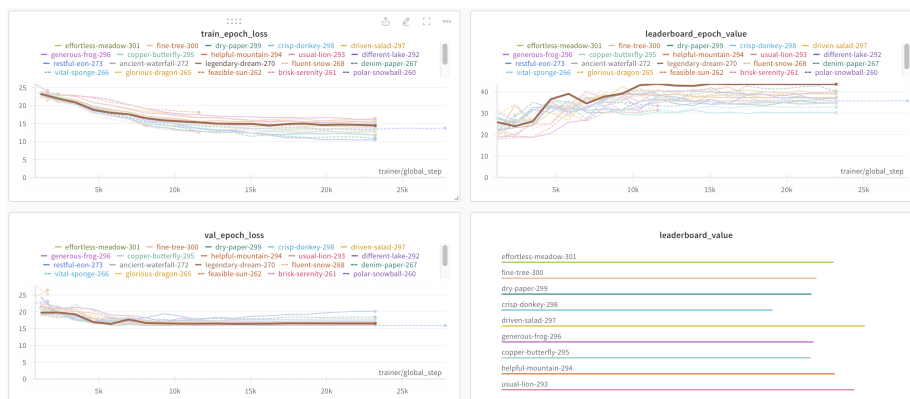 train_epoch_loss
effortless-meadow-301 fine-tree-300 dry-paper-299 crisp-donkey-298 driven-salad-297
generous-frog-296 copper-butterfly-295 helpful-mountain-294 usual-lion-293 different-lake-292
restful-eon-273 ancient-waterfall-272 legendary-dream-270 fluent-snow-268 denim-paper-267
vital-sponge-266 glorious-dragon-265 feasible-sun-262 brisk-serenity-261 polar-snowball-260
25
20
15
10
5
0
trainer/global_step
5k 10k 15k 20k 25k
leaderboard_epoch_value
effortless-meadow-301 fine-tree-300 dry-paper-299 crisp-donkey-298 driven-salad-297
generous-frog-296 copper-butterfly-295 helpful-mountain-294 usual-lion-293 different-lake-292
restful-eon-273 ancient-waterfall-272 legendary-dream-270 fluent-snow-268 denim-paper-267
vital-sponge-266 glorious-dragon-265 feasible-sun-262 brisk-serenity-261 polar-snowball-260
40
30
20
10
0
trainer/global_step
5k 10k 15k 20k 25k
val_epoch_loss
effortless-meadow-301 fine-tree-300 dry-paper-299 crisp-donkey-298 driven-salad-297
generous-frog-296 copper-butterfly-295 helpful-mountain-294 usual-lion-293 different-lake-292
restful-eon-273 ancient-waterfall-272 legendary-dream-270 fluent-snow-268 denim-paper-267
vital-sponge-266 glorious-dragon-265 feasible-sun-262 brisk-serenity-261 polar-snowball-260
25
20
15
10
5
0
trainer/global_step
5k 10k 15k 20k 25k
leaderboard_value
effortless-meadow-301
fine-tree-300
dry-paper-299
crisp-donkey-298
driven-salad-297
generous-frog-296
copper-butterfly-295
helpful-mountain-294
usual-lion-293